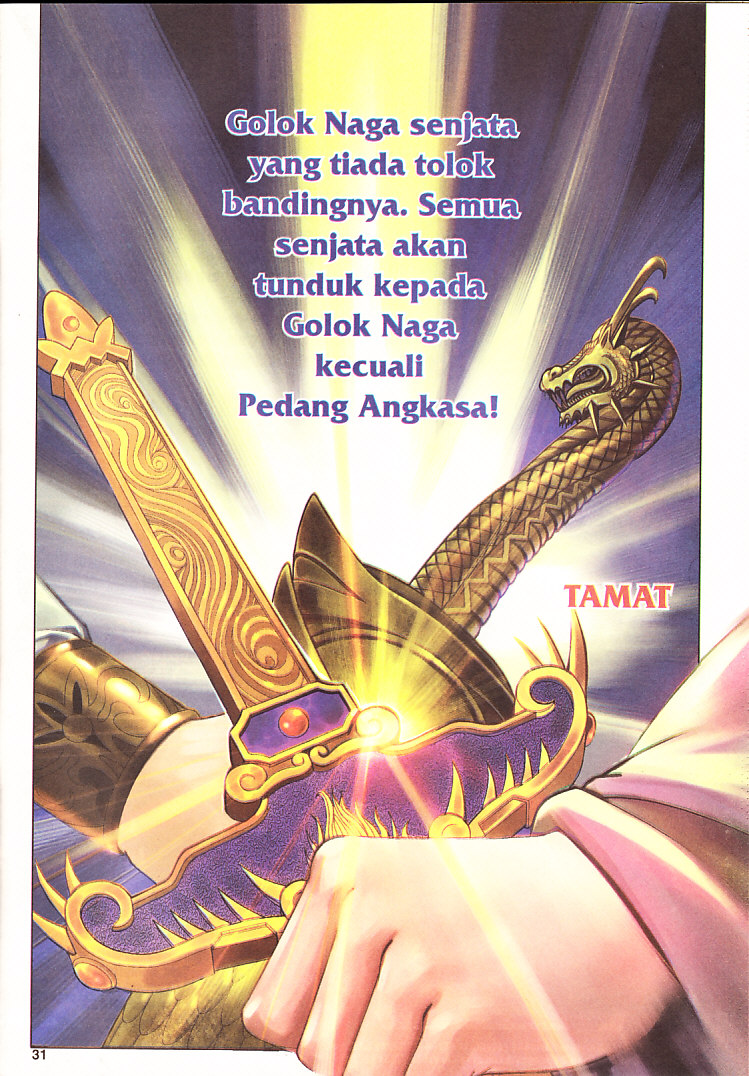 Golok Naga senjata
yang tiada tolok
bandingnya. Semua
senjata akan
tunduk kepada
Golok Naga
kecuali
Pedang Angkasa!
TAMAT
31